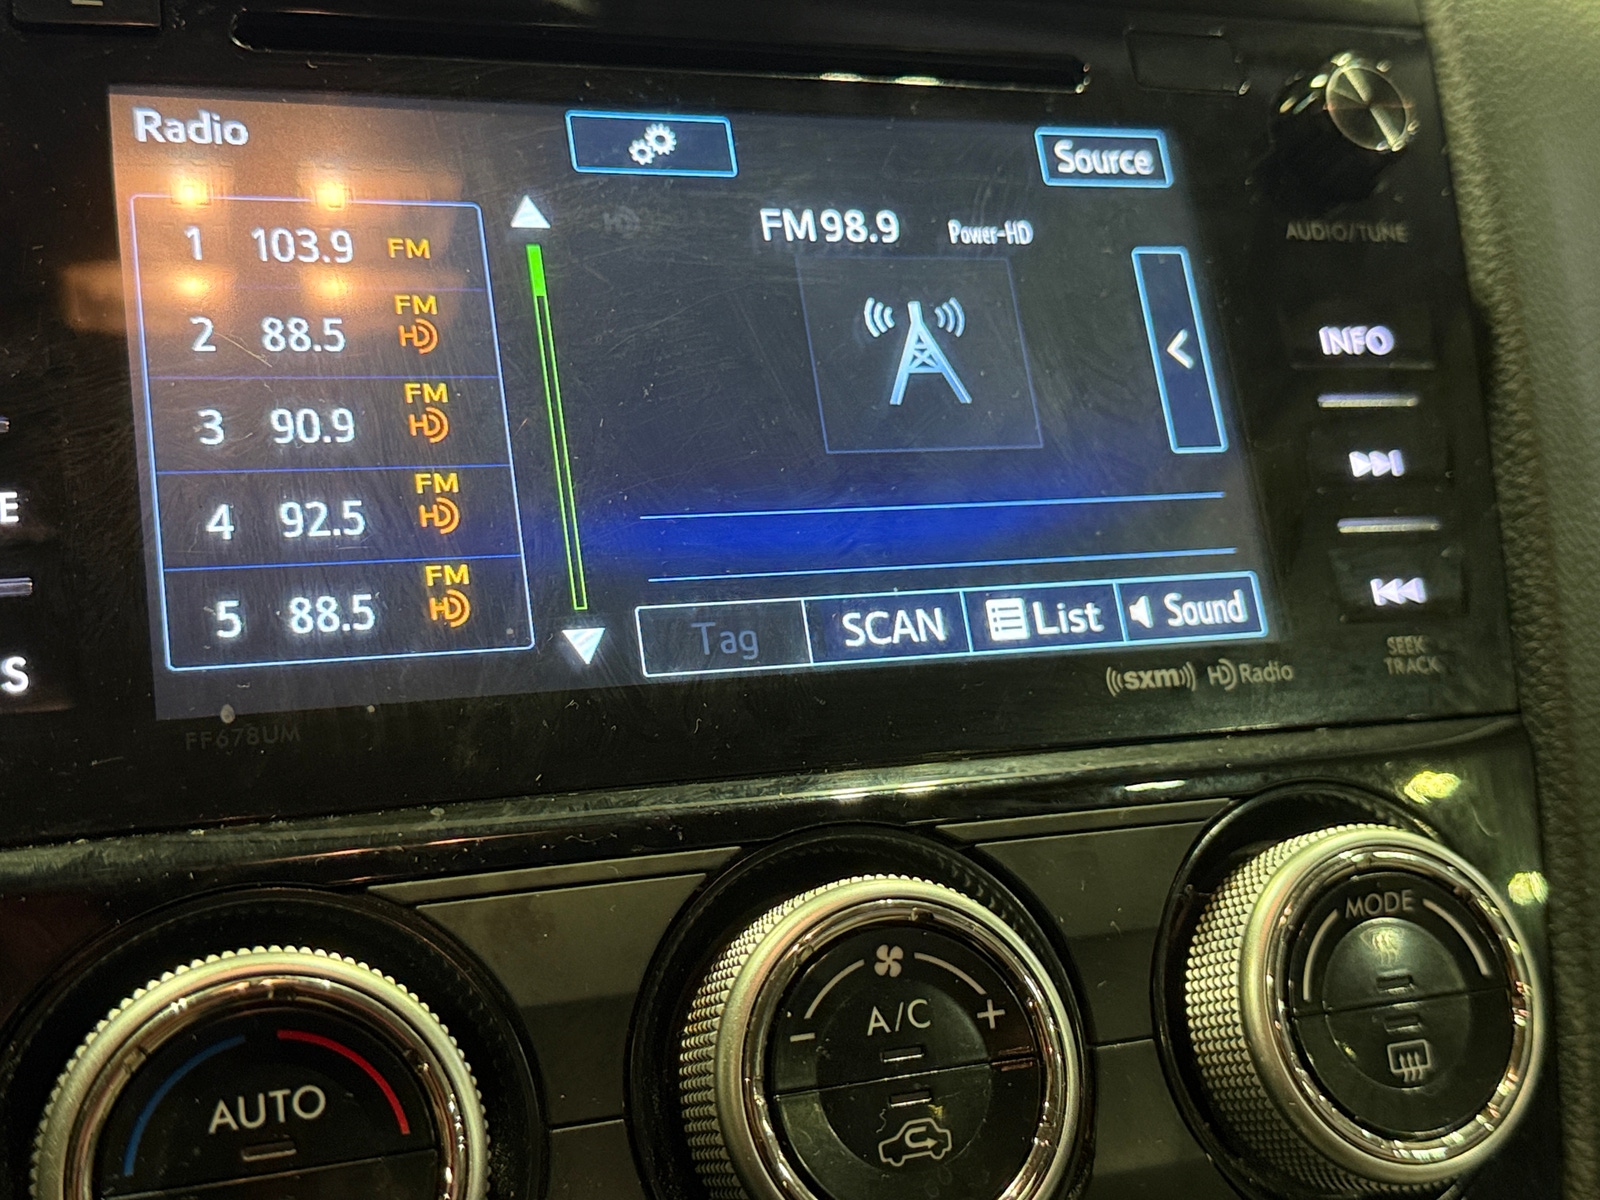 Radio
Source
FM 98.9 Power-HD
AUDIO/TUNE
1 103.9 FM
2 88.5 FM HD
3 90.9 FM HD
4 92.5 FM HD
5 88.5 FM HD
INFO
E
S
Tag SCAN List Sound
SEEK
TRACK
((sxm)) HD Radio
FF678UM
MODE
A/C
- +
AUTO